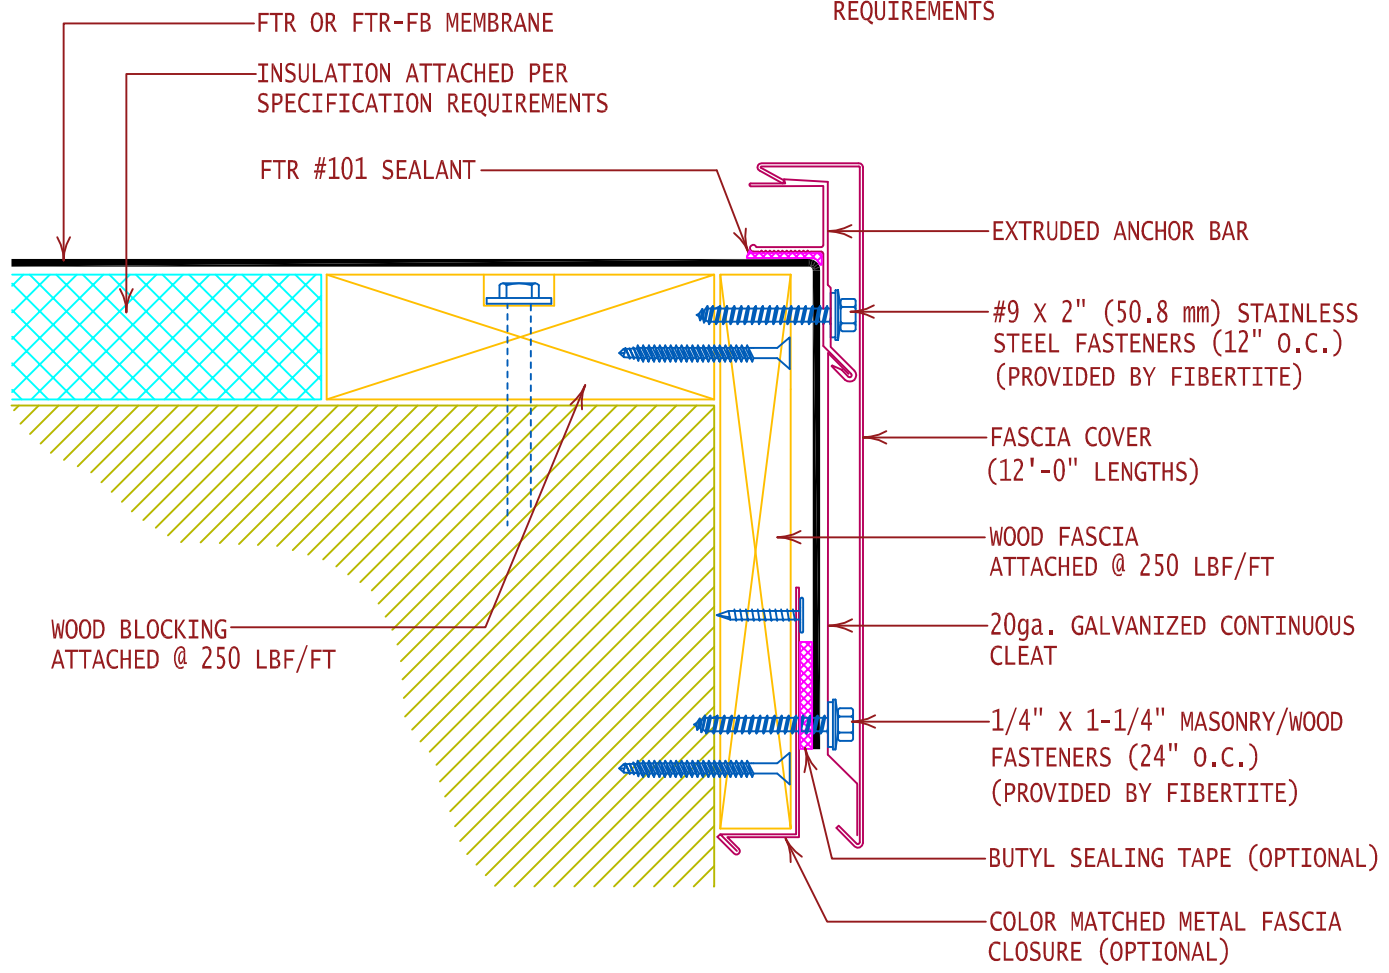 REQUIREMENTS
FTR OR FTR-FB MEMBRANE
INSULATION ATTACHED PER
SPECIFICATION REQUIREMENTS
FTR #101 SEALANT
EXTRUDED ANCHOR BAR
#9 X 2" (50.8 mm) STAINLESS
STEEL FASTENERS (12" O.C.)
(PROVIDED BY FIBERTITE)
FASCIA COVER
(12'-0" LENGTHS)
WOOD FASCIA
ATTACHED @ 250 LBF/FT
WOOD BLOCKING
ATTACHED @ 250 LBF/FT
20ga. GALVANIZED CONTINUOUS
CLEAT
1/4" X 1-1/4" MASONRY/WOOD
FASTENERS (24" O.C.)
(PROVIDED BY FIBERTITE)
BUTYL SEALING TAPE (OPTIONAL)
COLOR MATCHED METAL FASCIA
CLOSURE (OPTIONAL)